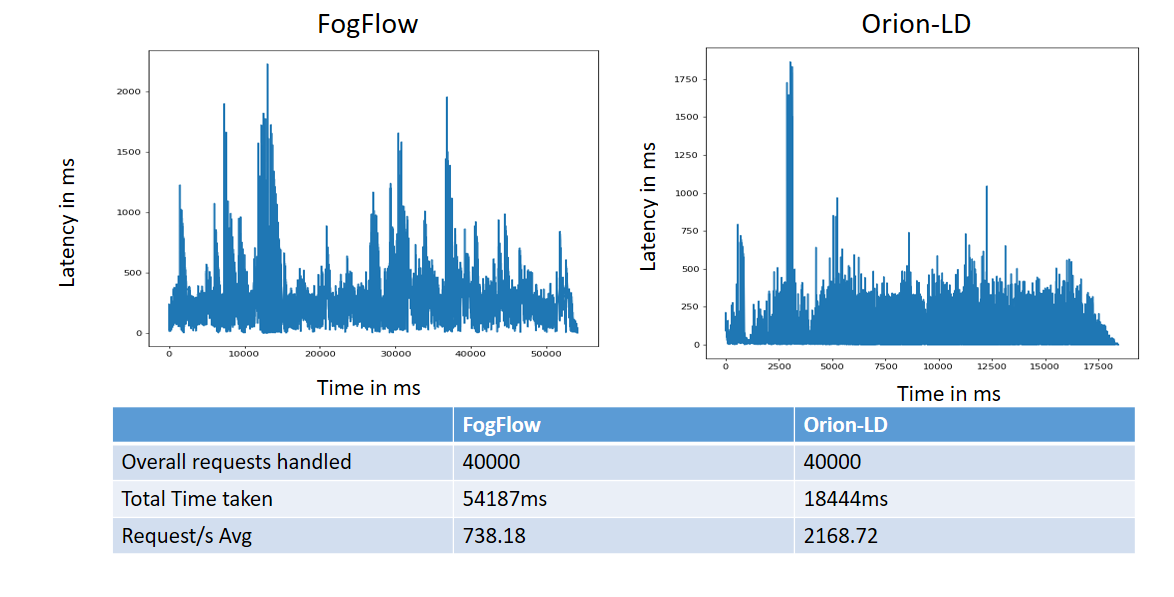 FogFlow
Orion-LD
Latency in ms
2000
1500
1000
500
0
0 10000 20000 30000 40000 50000
Time in ms
Latency in ms
1750
1500
1250
1000
750
500
250
0
0 2500 5000 7500 10000 12500 15000 17500
Time in ms
FogFlow Orion-LD
Overall requests handled 40000 40000
Total Time taken 54187ms 18444ms
Request/s Avg 738.18 2168.72